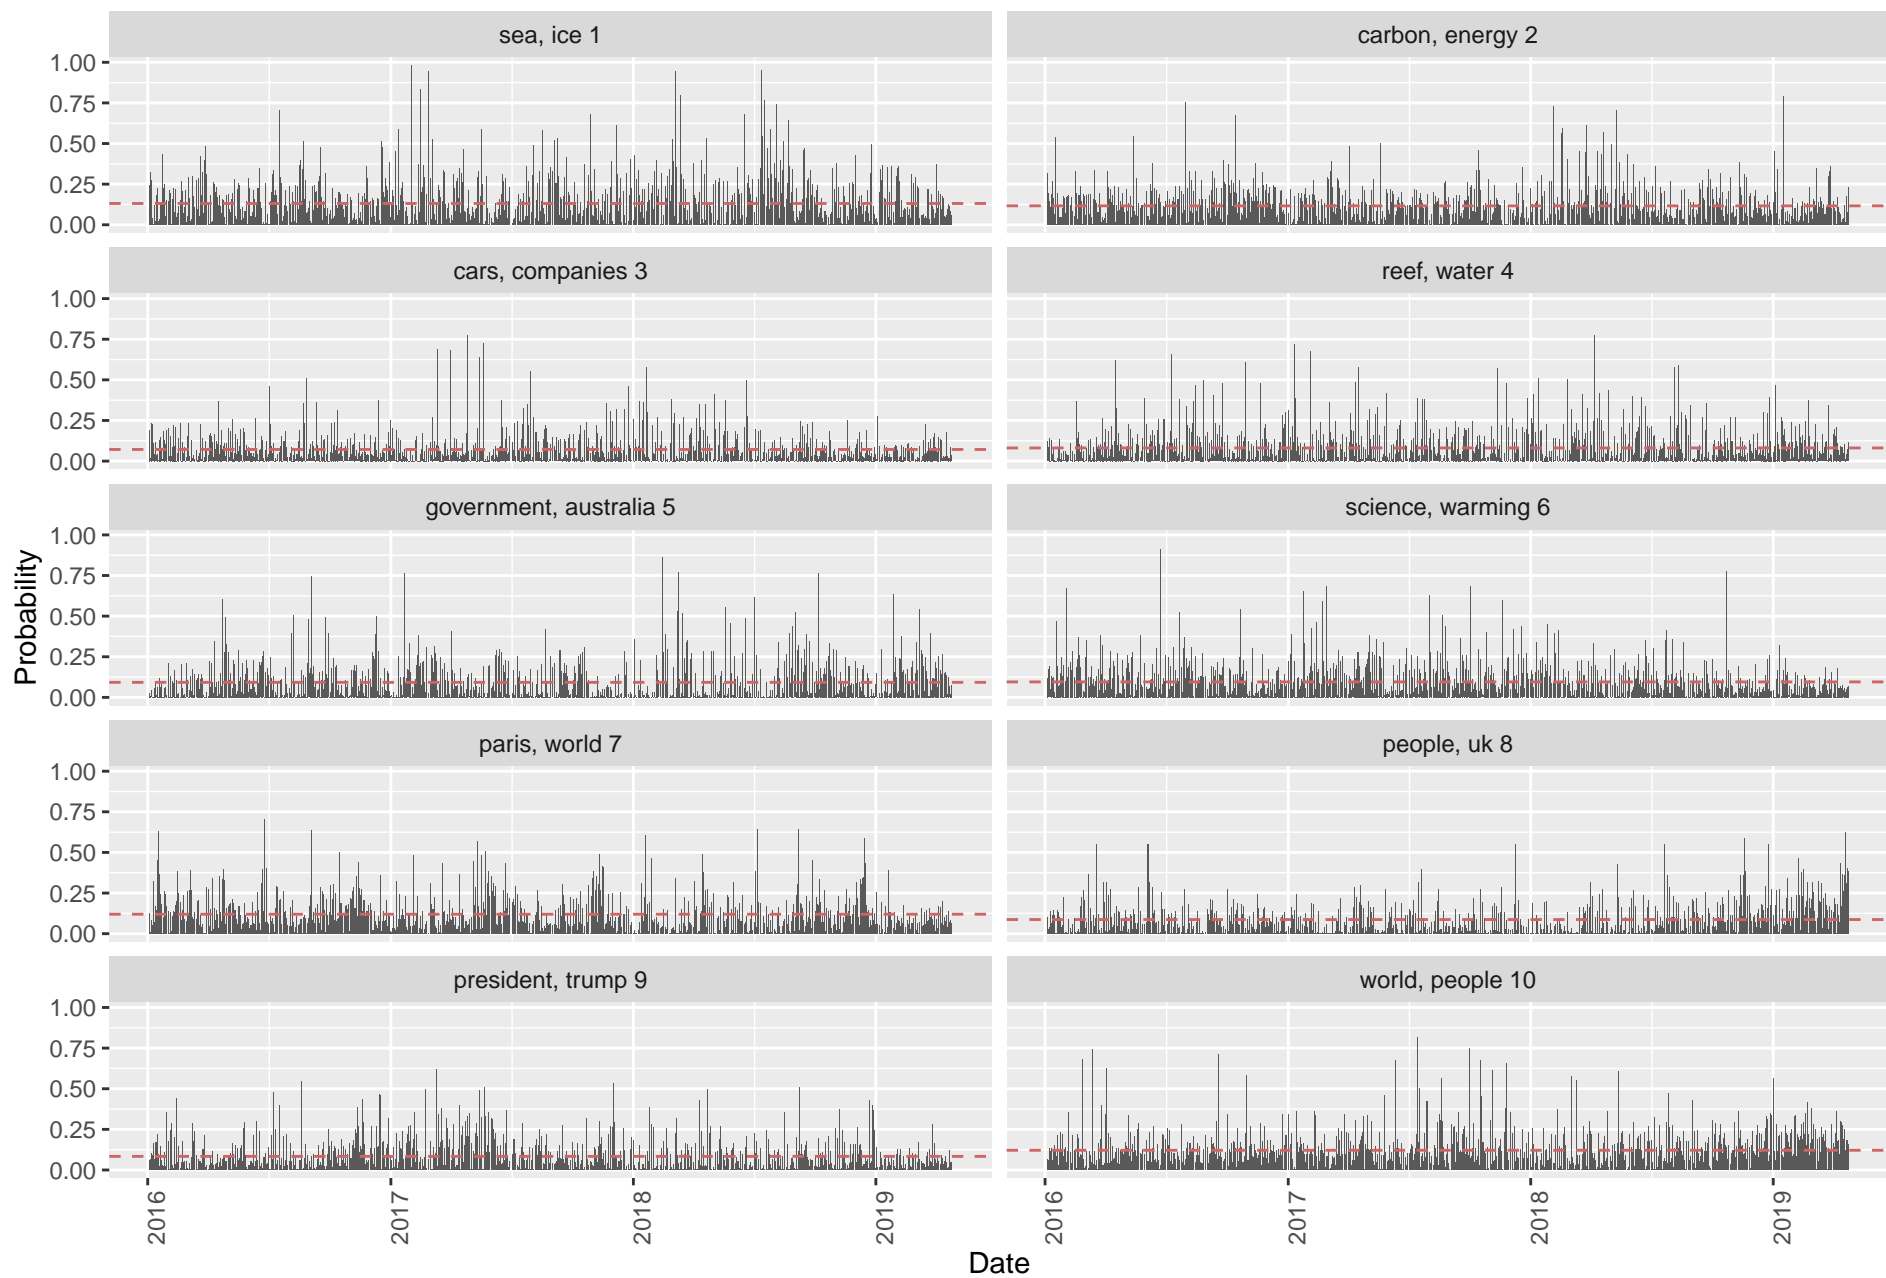 sea, ice 1
carbon, energy 2
1.00
0.75
0.50
0.25
0.00
cars, companies 3
reef, water 4
1.00
0.75
0.50
0.25
0.00
government, australia 5
science, warming 6
1.00
0.75
0.50
0.25
0.00
Probability
paris, world 7
people, uk 8
1.00
0.75
0.50
0.25
0.00
president, trump 9
world, people 10
1.00
0.75
0.50
0.25
0.00
2016
2017
2018
2019
2016
2017
2018
2019
Date